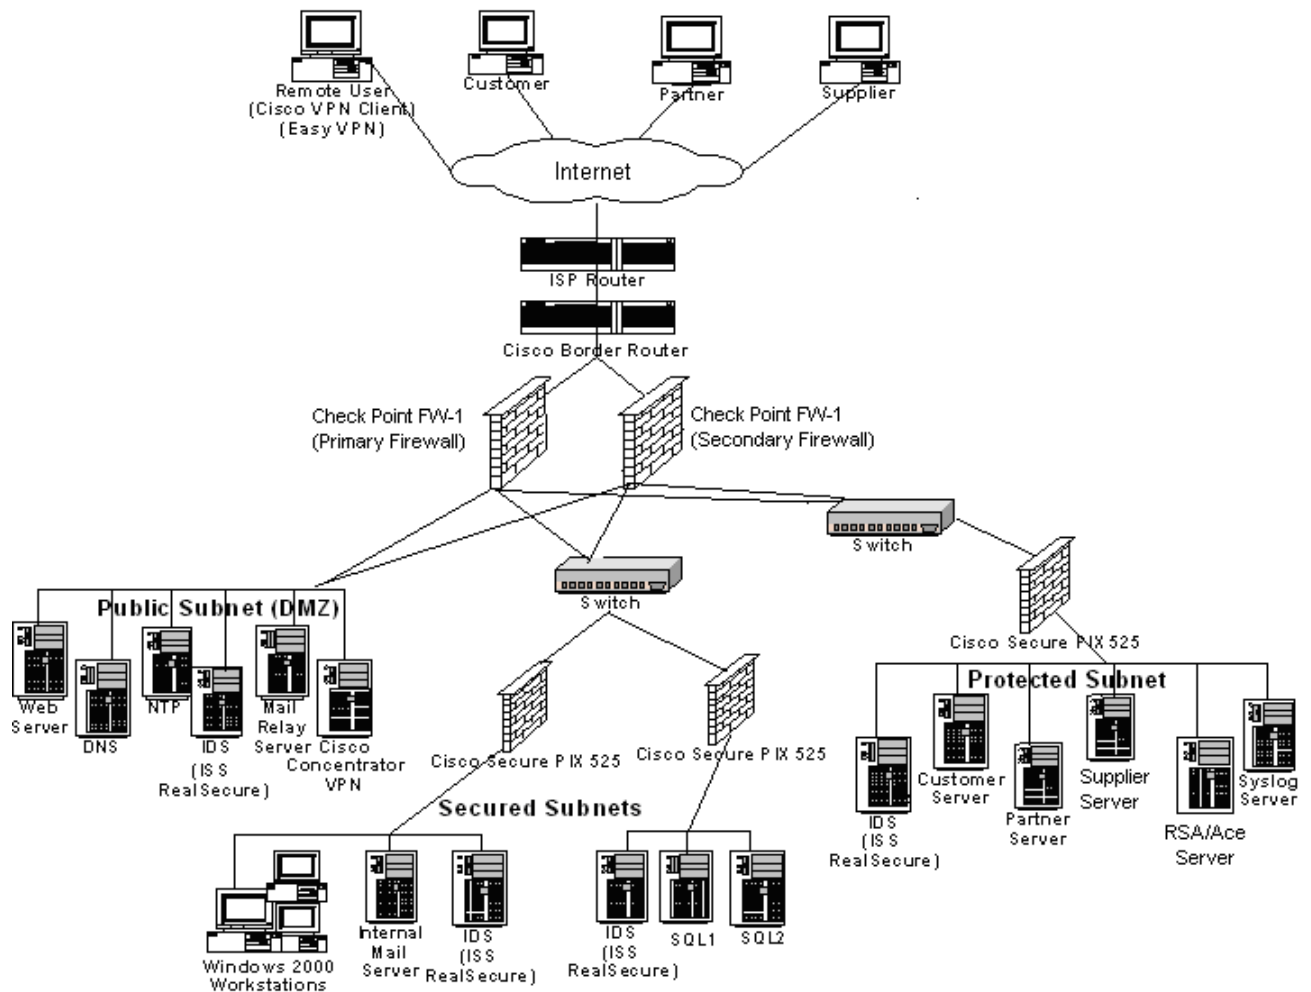 Remote User
(Cisco VPN Client)
(Easy VPN)
Customer
Partner
Supplier
Internet
ISP Router
Cisco Border Router
Check Point FW-1
(Primary Firewall)
Check Point FW-1
(Secondary Firewall)
Switch
Switch
Public Subnet (DMZ)
Cisco Secure PIX 525
Protected Subnet
Web
Server
DNS
NTP
IDS
(ISS
RealSecure)
Mail
Relay
Server
Cisco
Concentrator
VPN
Cisco Secure PIX 525
Cisco Secure PIX 525
Secured Subnets
IDS
(ISS
RealSecure)
Customer
Server
Partner
Server
Supplier
Server
RSA/Ace
Server
Syslog
Server
Windows 2000
Workstations
Internal
Mail
Server
IDS
(ISS
RealSecure)
IDS
(ISS
RealSecure)
SQL1
SQL2